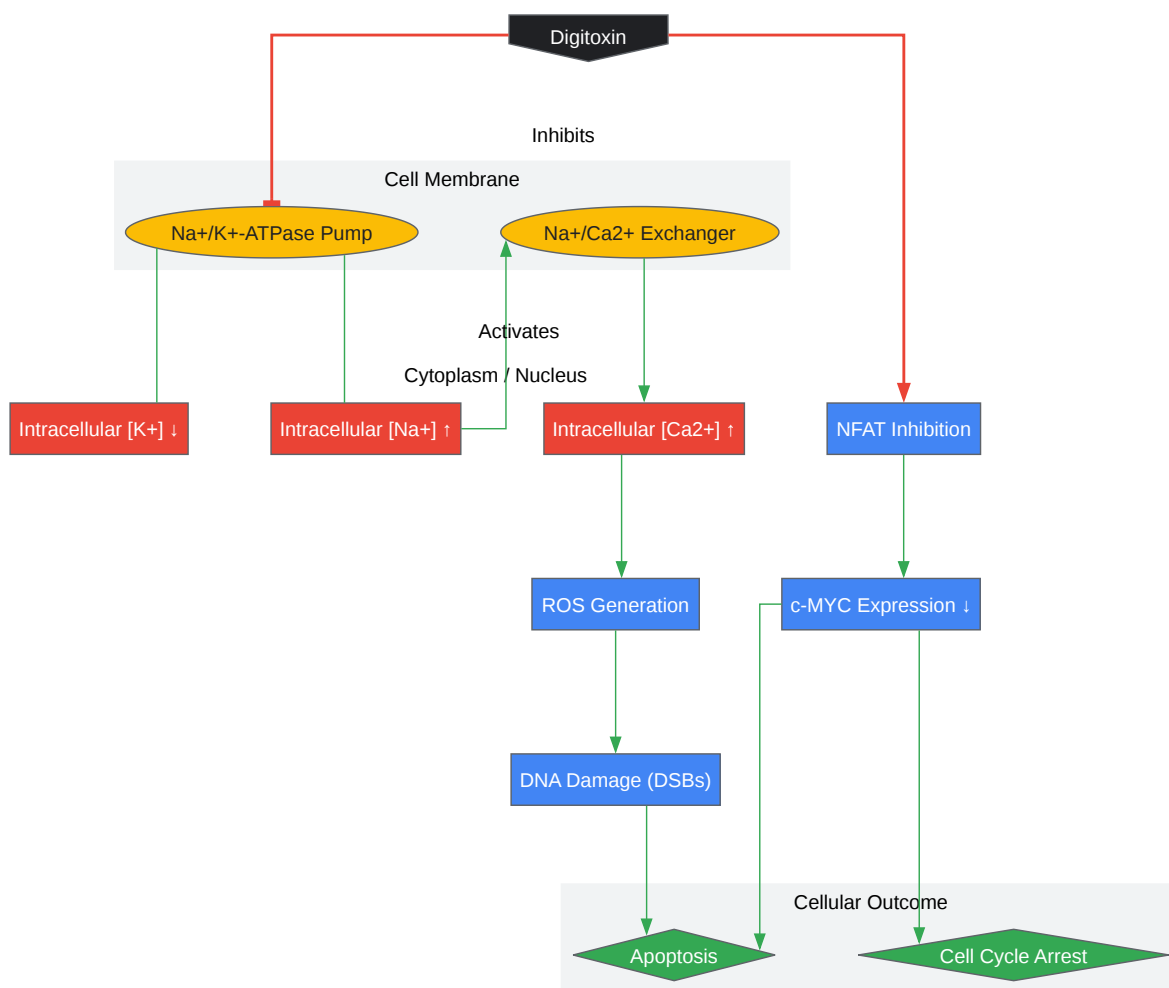 Digitoxin
Inhibits
Cell Membrane
Na+/K+-ATPase Pump
Na+/Ca2+ Exchanger
Activates
Cytoplasm / Nucleus
Intracellular [K+] ↓
Intracellular [Na+] ↑
Intracellular [Ca2+] ↑
NFAT Inhibition
ROS Generation
c-MYC Expression ↓
DNA Damage (DSBs)
Cellular Outcome
Apoptosis
Cell Cycle Arrest